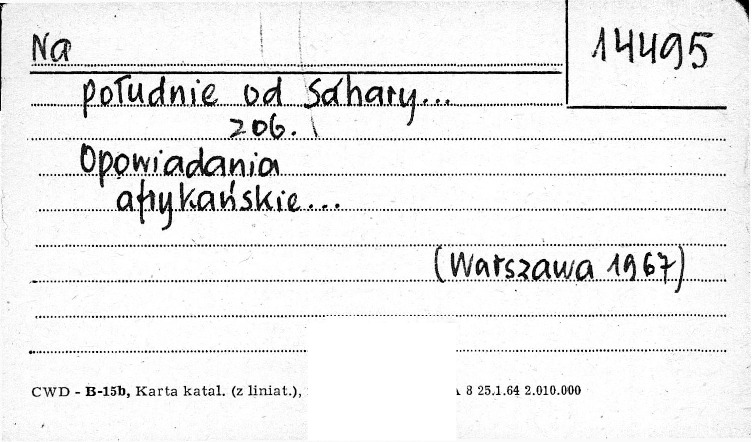 Na
14495
południe od Sahary...
zob.
Opowiadania
afrykańskie...
(Warszawa 1967)
CWD - B-15b, Karta katal. (z liniat.), 8 25.1.64 2.010.000